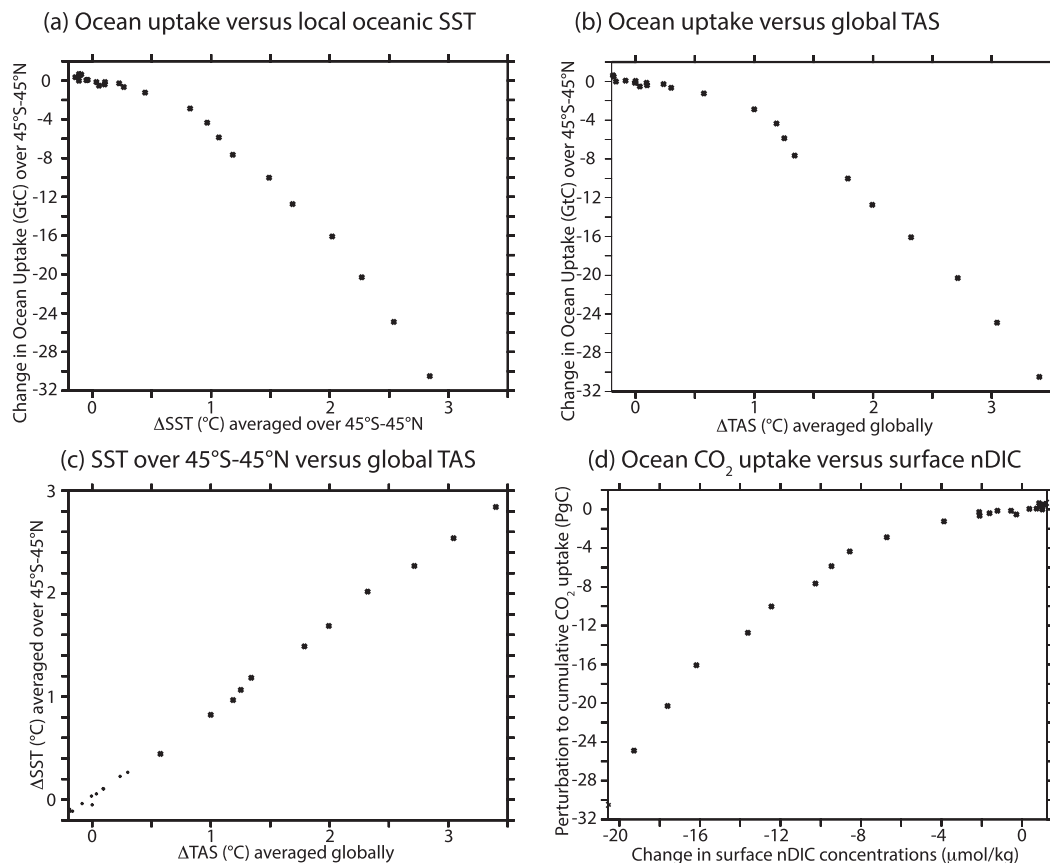 (a) Ocean uptake versus local oceanic SST
Change in Ocean Uptake (GtC) over 45°S-45°N
0
-4
-8
-12
-16
-20
-24
-28
-32
0 1 2 3
ΔSST (°C) averaged over 45°S-45°N
(b) Ocean uptake versus global TAS
Change in Ocean Uptake (GtC) over 45°S-45°N
0
-4
-8
-12
-16
-20
-24
-28
-32
0 1 2 3
ΔTAS (°C) averaged globally
(c) SST over 45°S-45°N versus global TAS
ΔSST (°C) averaged over 45°S-45°N
3
2
1
0
0 1 2 3
ΔTAS (°C) averaged globally
(d) Ocean CO₂ uptake versus surface nDIC
Perturbation to cumulative CO₂ uptake (PgC)
0
-4
-8
-12
-16
-20
-24
-28
-32
-20 -16 -12 -8 -4 0
Change in surface nDIC concentrations (μmol/kg)